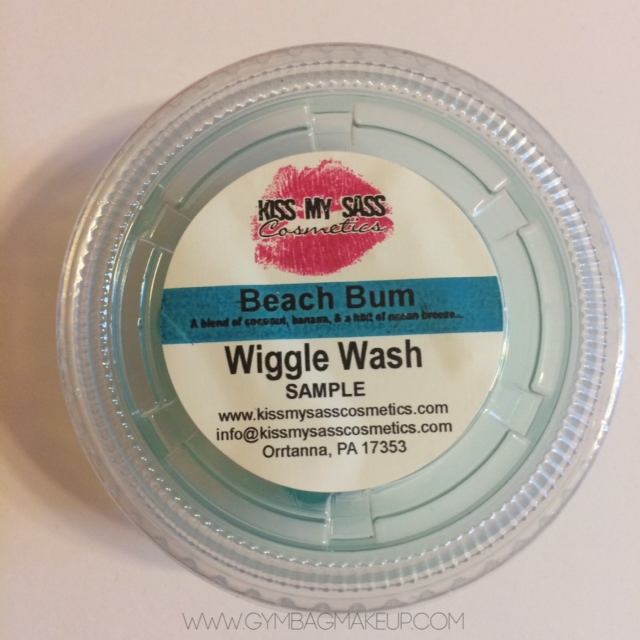 KISS MY SASS
Cosmetics
Beach Bum
A blend of coconut, banana, & a hint of ocean breeze...
Wiggle Wash
SAMPLE
www.kissmysasscosmetics.com
info@kissmysasscosmetics.com
Orrtanna, PA 17353
WWW.GYMBAGMAKEUP.COM